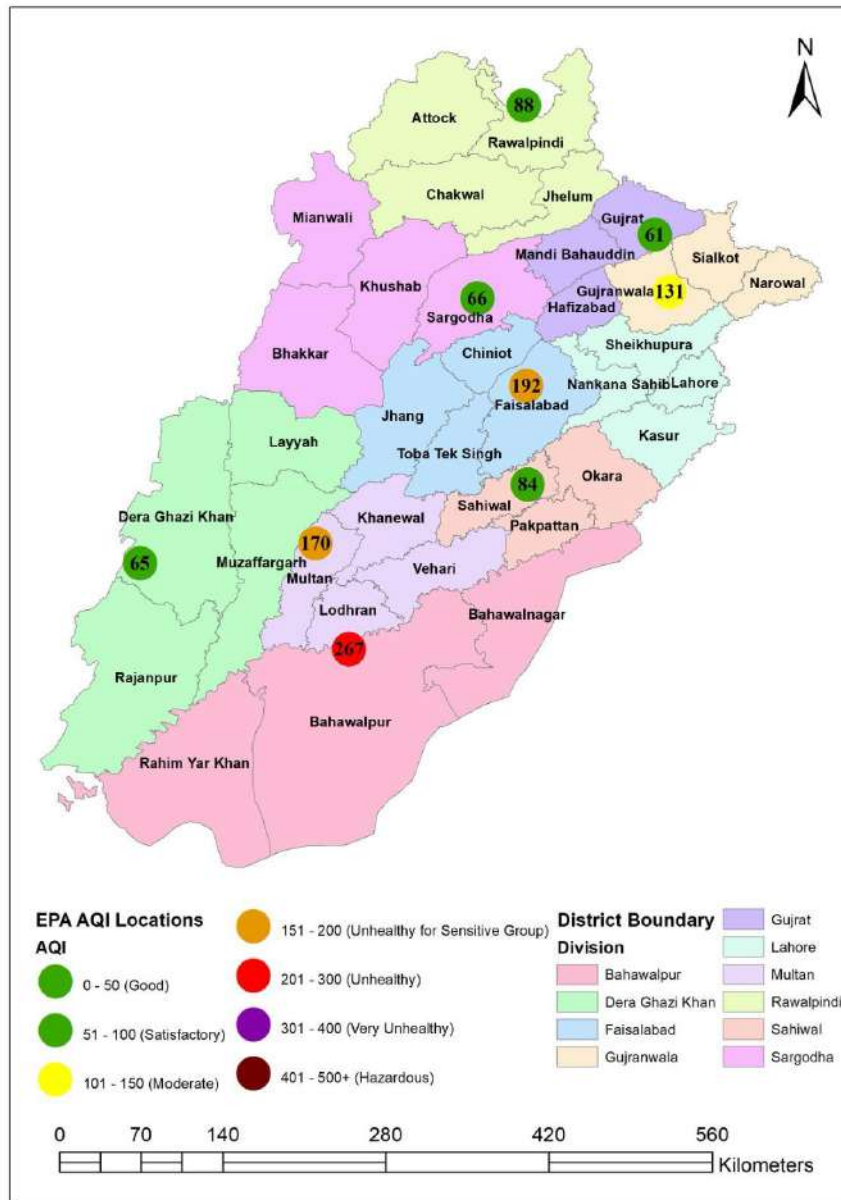 N
88
Attock
Rawalpindi
Chakwal
Jhelum
Mianwali
Gujrat
61
Mandi Bahauddin
Sialkot
Khushab
Narowal
66
Gujranwala
131
Sargodha
Hafizabad
Sheikhupura
Bhakkar
Chiniot
192
Nankana Sahib
Lahore
Faisalabad
Jhang
Kasur
Layyah
Toba Tek Singh
Okara
84
Sahiwal
Dera Ghazi Khan
Khanewal
Pakpattan
170
65
Muzaffargarh
Vehari
Multan
Lodhran
Bahawalnagar
267
Rajanpur
Bahawalpur
Rahim Yar Khan
EPA AQI Locations
AQI
0 - 50 (Good)
51 - 100 (Satisfactory)
101 - 150 (Moderate)
151 - 200 (Unhealthy for Sensitive Group)
201 - 300 (Unhealthy)
301 - 400 (Very Unhealthy)
401 - 500+ (Hazardous)
District Boundary
Division
Bahawalpur
Dera Ghazi Khan
Faisalabad
Gujranwala
Gujrat
Lahore
Multan
Rawalpindi
Sahiwal
Sargodha
0 70 140 280 420 560
Kilometers